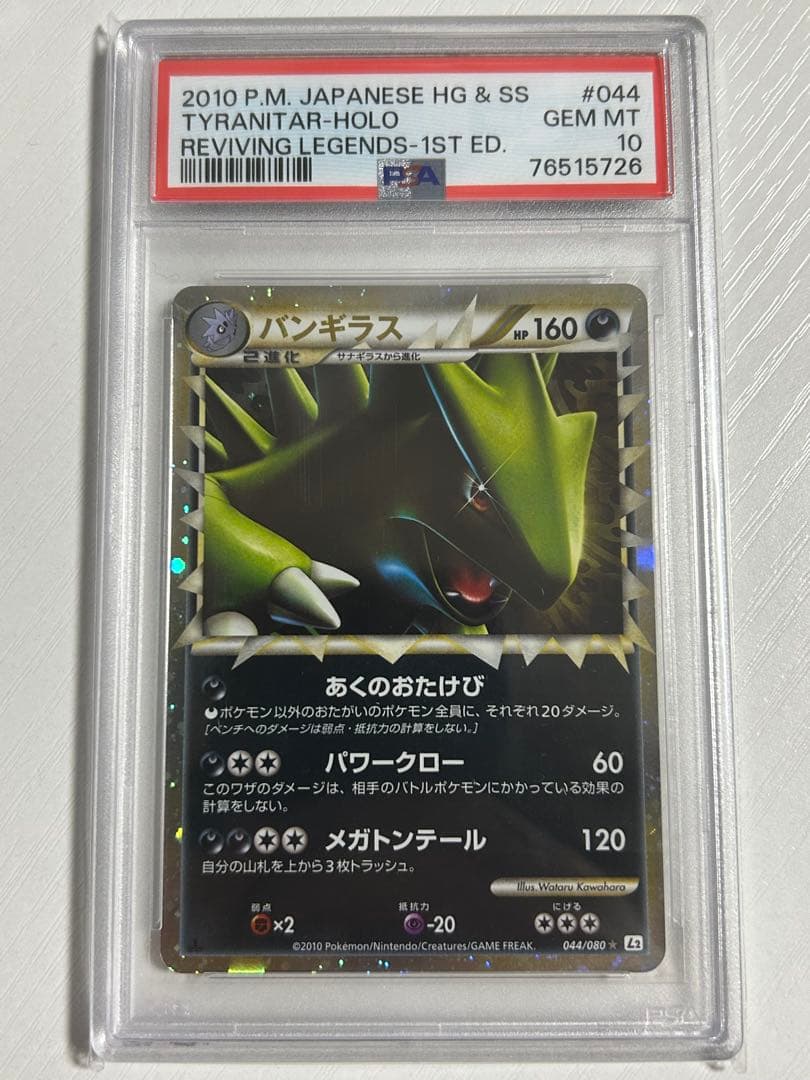 2010 P.M. JAPANESE HG & SS #044
TYRANITAR-HOLO GEM MT
REVIVING LEGENDS-1ST ED. 10
PSA 76515726
バンギラス HP 160
2進化 サナギラスから進化
あくのおたけび
ポケモン以外のおたがいのポケモン全員に、それぞれ20ダメージ。
[ベンチへのダメージは弱点・抵抗力の計算をしない。]
パワークロー 60
このワザのダメージは、相手のバトルポケモンにかかっている効果の
計算をしない。
メガトンテール 120
自分の山札を上から3枚トラッシュ。
Illus. Wataru Kawahara
弱点 抵抗力 にげる
×2 -20
©2010 Pokémon/Nintendo/Creatures/GAME FREAK. 044/080 ★ L2
PSA